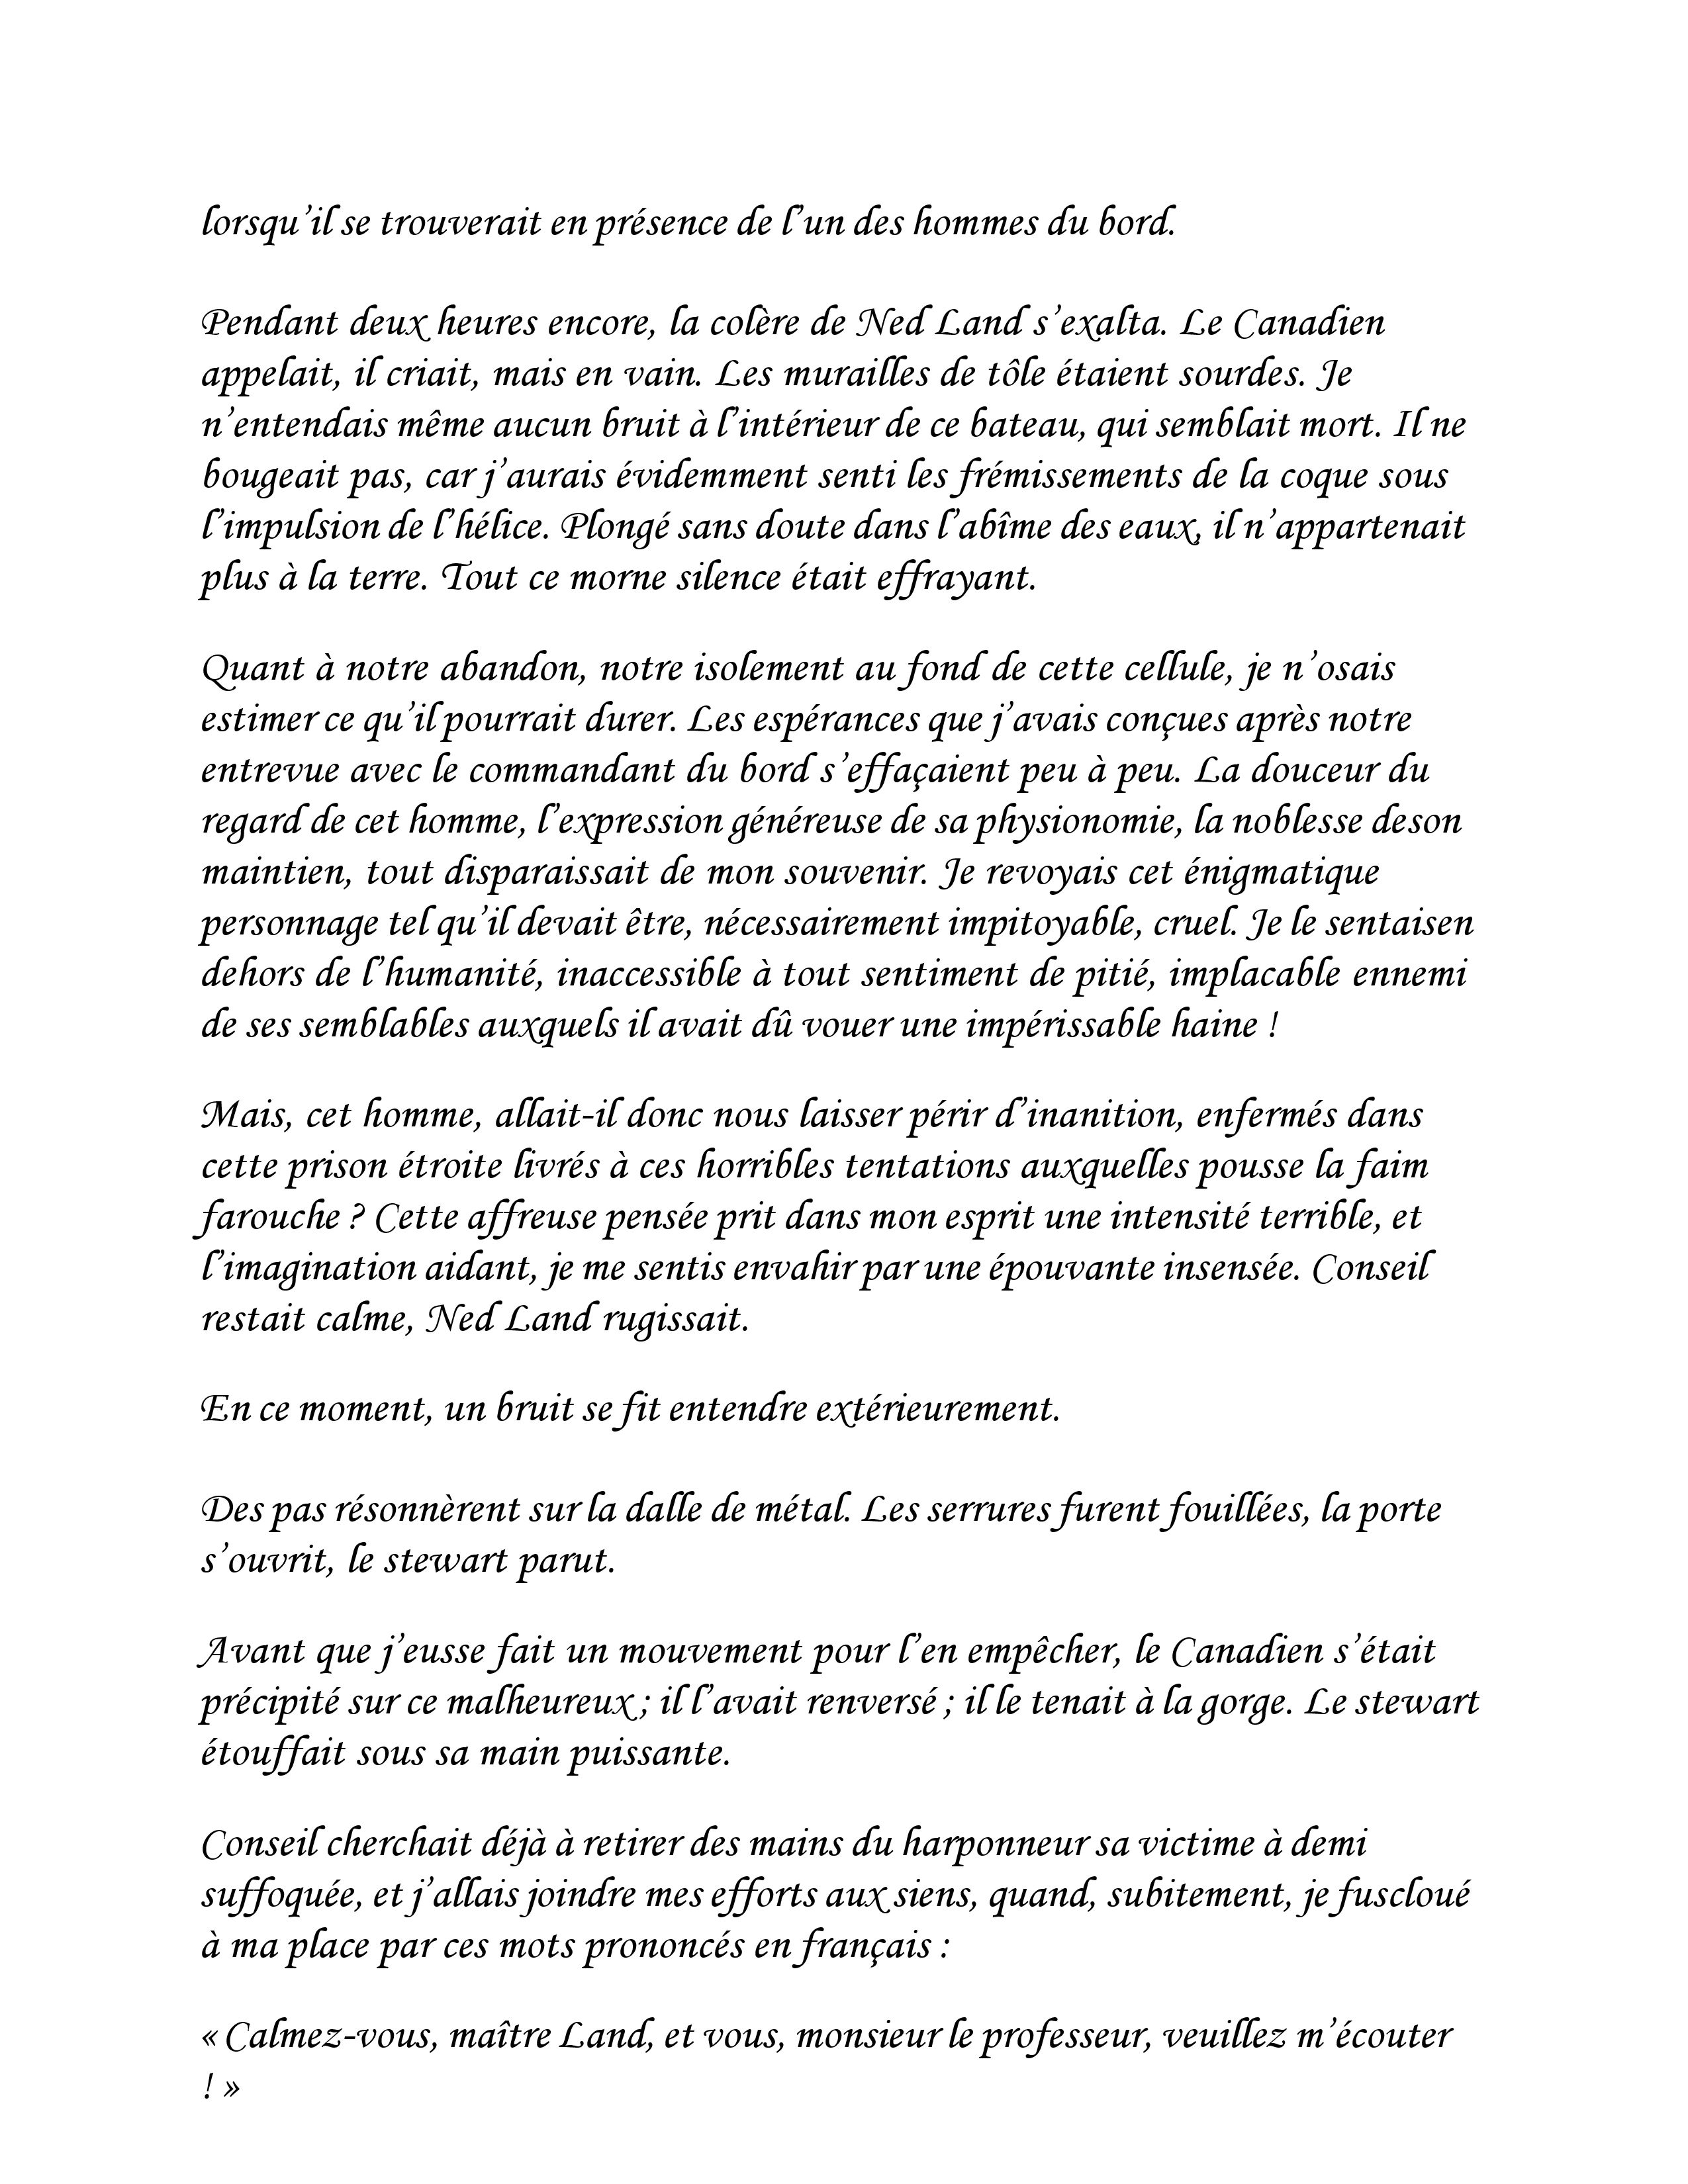 lorsqu’il se trouverait en présence de l’un des hommes du bord.
Pendant deux heures encore, la colère de Ned Land s’exalta. Le Canadien
appelait, il criait, mais en vain. Les murailles de tôle étaient sourdes. Je
n’entendais même aucun bruit à l’intérieur de ce bateau, qui semblait mort. Il ne
bougeait pas, car j’aurais évidemment senti les frémissements de la coque sous
l’impulsion de l’hélice. Plongé sans doute dans l’abîme des eaux, il n’appartenait
plus à la terre. Tout ce morne silence était effrayant.
Quant à notre abandon, notre isolement au fond de cette cellule, je n’osais
estimer ce qu’il pourrait durer. Les espérances que j’avais conçues après notre
entrevue avec le commandant du bord s’effaçaient peu à peu. La douceur du
regard de cet homme, l’expression généreuse de sa physionomie, la noblesse deson
maintien, tout disparaissait de mon souvenir. Je revoyais cet énigmatique
personnage tel qu’il devait être, nécessairement impitoyable, cruel. Je le sentaisen
dehors de l’humanité, inaccessible à tout sentiment de pitié, implacable ennemi
de ses semblables auxquels il avait dû vouer une impérissable haine !
Mais, cet homme, allait-il donc nous laisser périr d’inanition, enfermés dans
cette prison étroite livrés à ces horribles tentations auxquelles pousse la faim
farouche ? Cette affreuse pensée prit dans mon esprit une intensité terrible, et
l’imagination aidant, je me sentis envahir par une épouvante insensée. Conseil
restait calme, Ned Land rugissait.
En ce moment, un bruit se fit entendre extérieurement.
Des pas résonnèrent sur la dalle de métal. Les serrures furent fouillées, la porte
s’ouvrit, le stewart parut.
Avant que j’eusse fait un mouvement pour l’en empêcher, le Canadien s’était
précipité sur ce malheureux ; il l’avait renversé ; il le tenait à la gorge. Le stewart
étouffait sous sa main puissante.
Conseil cherchait déjà à retirer des mains du harponneur sa victime à demi
suffoquée, et j’allais joindre mes efforts aux siens, quand, subitement, je fuscloué
à ma place par ces mots prononcés en français :
« Calmez-vous, maître Land, et vous, monsieur le professeur, veuillez m’écouter
! »